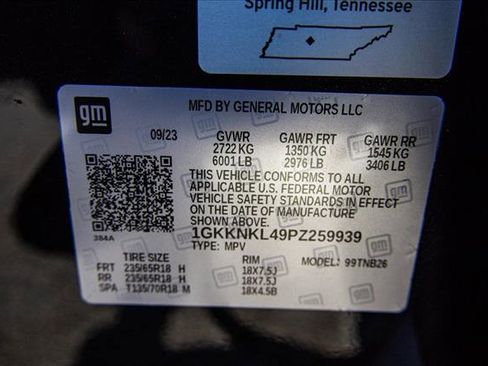 Spring Hill, Tennessee
gm
MFD BY GENERAL MOTORS LLC
09/23 GVWR GAWR FRT GAWR RR
2722 KG 1350 KG 1545 KG
6001 LB 2976 LB 3406 LB
THIS VEHICLE CONFORMS TO ALL
APPLICABLE U.S. FEDERAL MOTOR
VEHICLE SAFETY STANDARDS IN EFFECT
ON THE DATE OF MANUFACTURE SHOWN
ABOVE.
1GKKNKL49PZ259939
384A
TYPE: MPV MODEL: 99TNB26
TIRE SIZE RIM
FRT 235/65R18 H 18X7.5J
RR 235/65R18 H 18X7.5J
SPA T135/70R18 M 18X4.5B